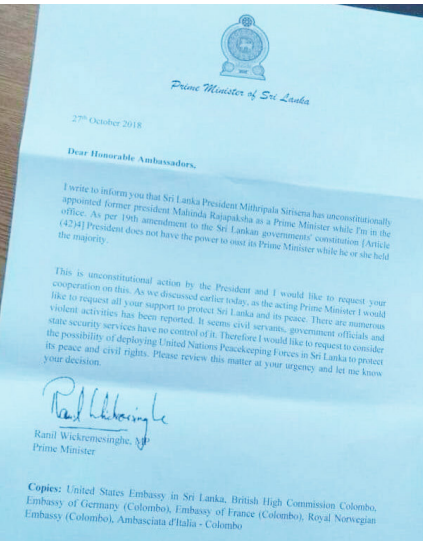 Prime Minister of Sri Lanka
27th October 2018
Dear Honorable Ambassadors,
I write to inform you that Sri Lanka President Mithripala Sirisena has unconstitutionally
appointed former president Mahinda Rajapaksha as a Prime Minister while I'm in the
office. As per 19th amendment to the Sri Lankan governments' constitution [Article
(42)4] President does not have the power to oust its Prime Minister while he or she held
the majority.
This is unconstitutional action by the President and I would like to request your
cooperation on this. As we discussed earlier today, as the acting Prime Minister I would
like to request all your support to protect Sri Lanka and its peace. There are numerous
violent activities has been reported. It seems civil servants, government officials and
state security services have no control of it. Therefore I would like to request to consider
the possibility of deploying United Nations Peacekeeping Forces in Sri Lanka to protect
its peace and civil rights. Please review this matter at your urgency and let me know
your decision.
Ranil Wickremesinghe
Ranil Wickremesinghe, MP
Prime Minister
Copies: United States Embassy in Sri Lanka, British High Commission Colombo,
Embassy of Germany (Colombo), Embassy of France (Colombo), Royal Norwegian
Embassy (Colombo), Ambasciata d'Italia - Colombo